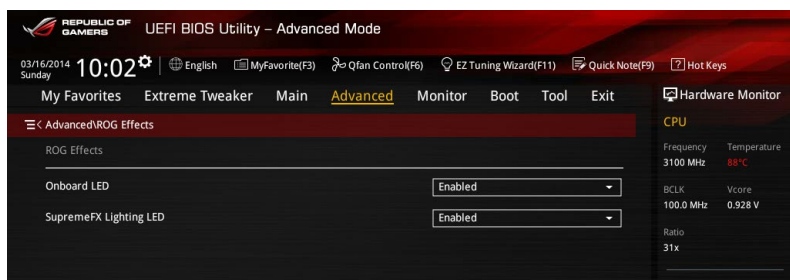 REPUBLIC OF
GAMERS
UEFI BIOS Utility – Advanced Mode
03/16/2014
Sunday
10:02
English
MyFavorite(F3)
Qfan Control(F6)
EZ Tuning Wizard(F11)
Quick Note(F9)
? Hot Keys
My Favorites
Extreme Tweaker
Main
Advanced
Monitor
Boot
Tool
Exit
Hardware Monitor
< Advanced\ROG Effects
ROG Effects
Onboard LED
Enabled
SupremeFX Lighting LED
Enabled
CPU
Frequency Temperature
3100 MHz 88°C
BCLK Vcore
100.0 MHz 0.928 V
Ratio
31x